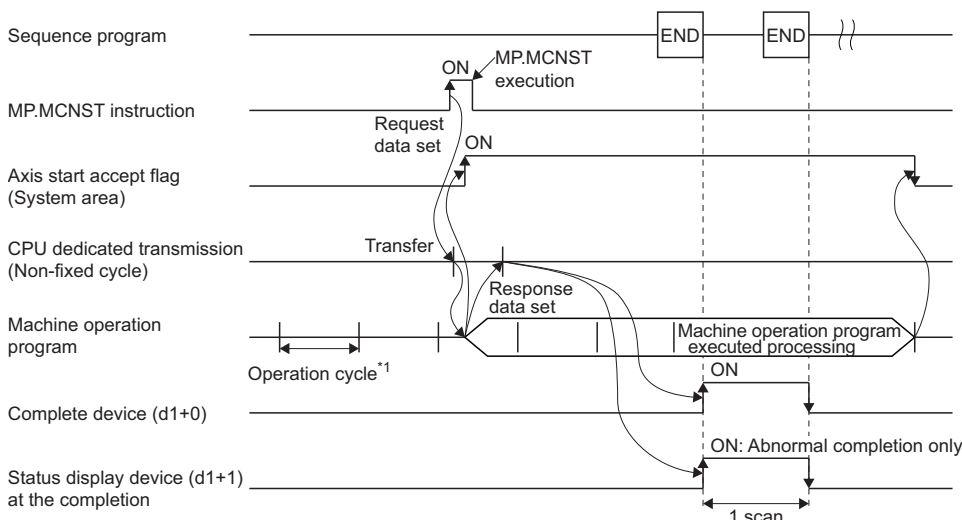 Sequence program
END
END
MP.MCNST instruction
ON
MP.MCNST
execution
Request
data set
Axis start accept flag
(System area)
ON
CPU dedicated transmission
(Non-fixed cycle)
Transfer
Response
data set
Machine operation
program
Machine operation program
executed processing
Operation cycle*1
ON
Complete device (d1+0)
ON: Abnormal completion only
Status display device (d1+1)
at the completion
1 scan